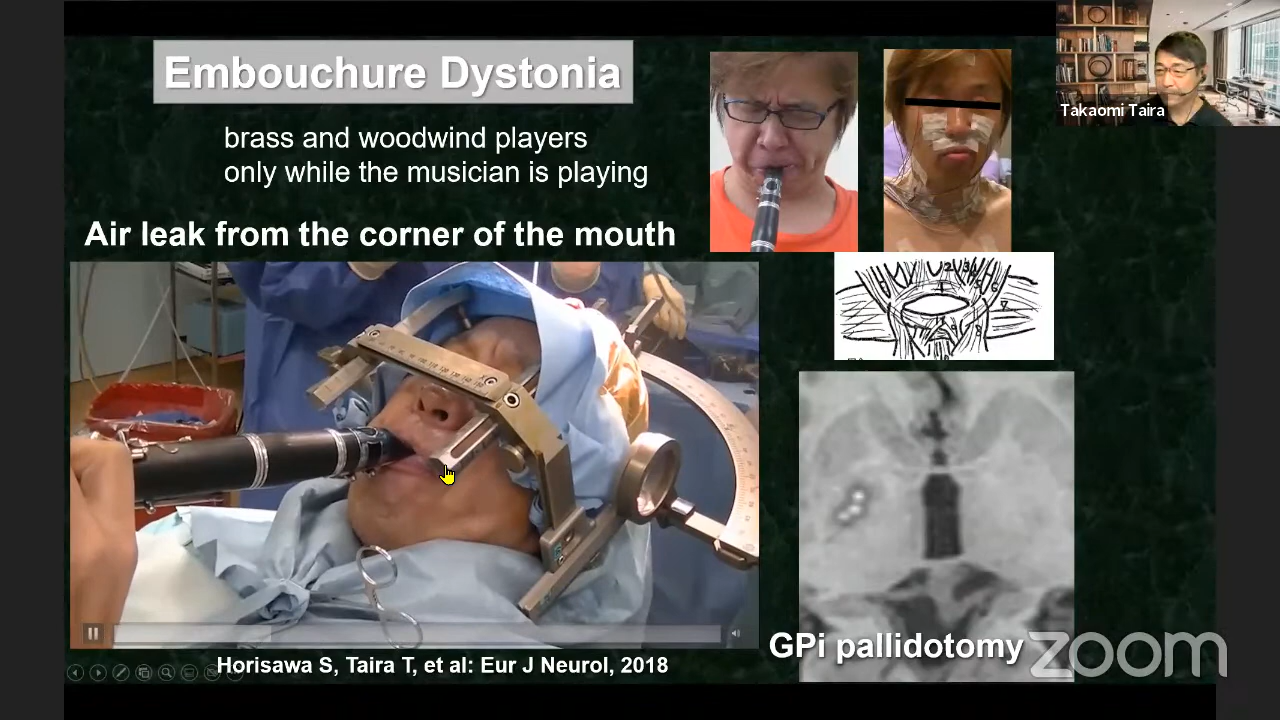 Embouchure Dystonia
brass and woodwind players
only while the musician is playing
Air leak from the corner of the mouth
Takaomi Taira
GPi pallidotomy
zoom
Horisawa S, Taira T, et al: Eur J Neurol, 2018